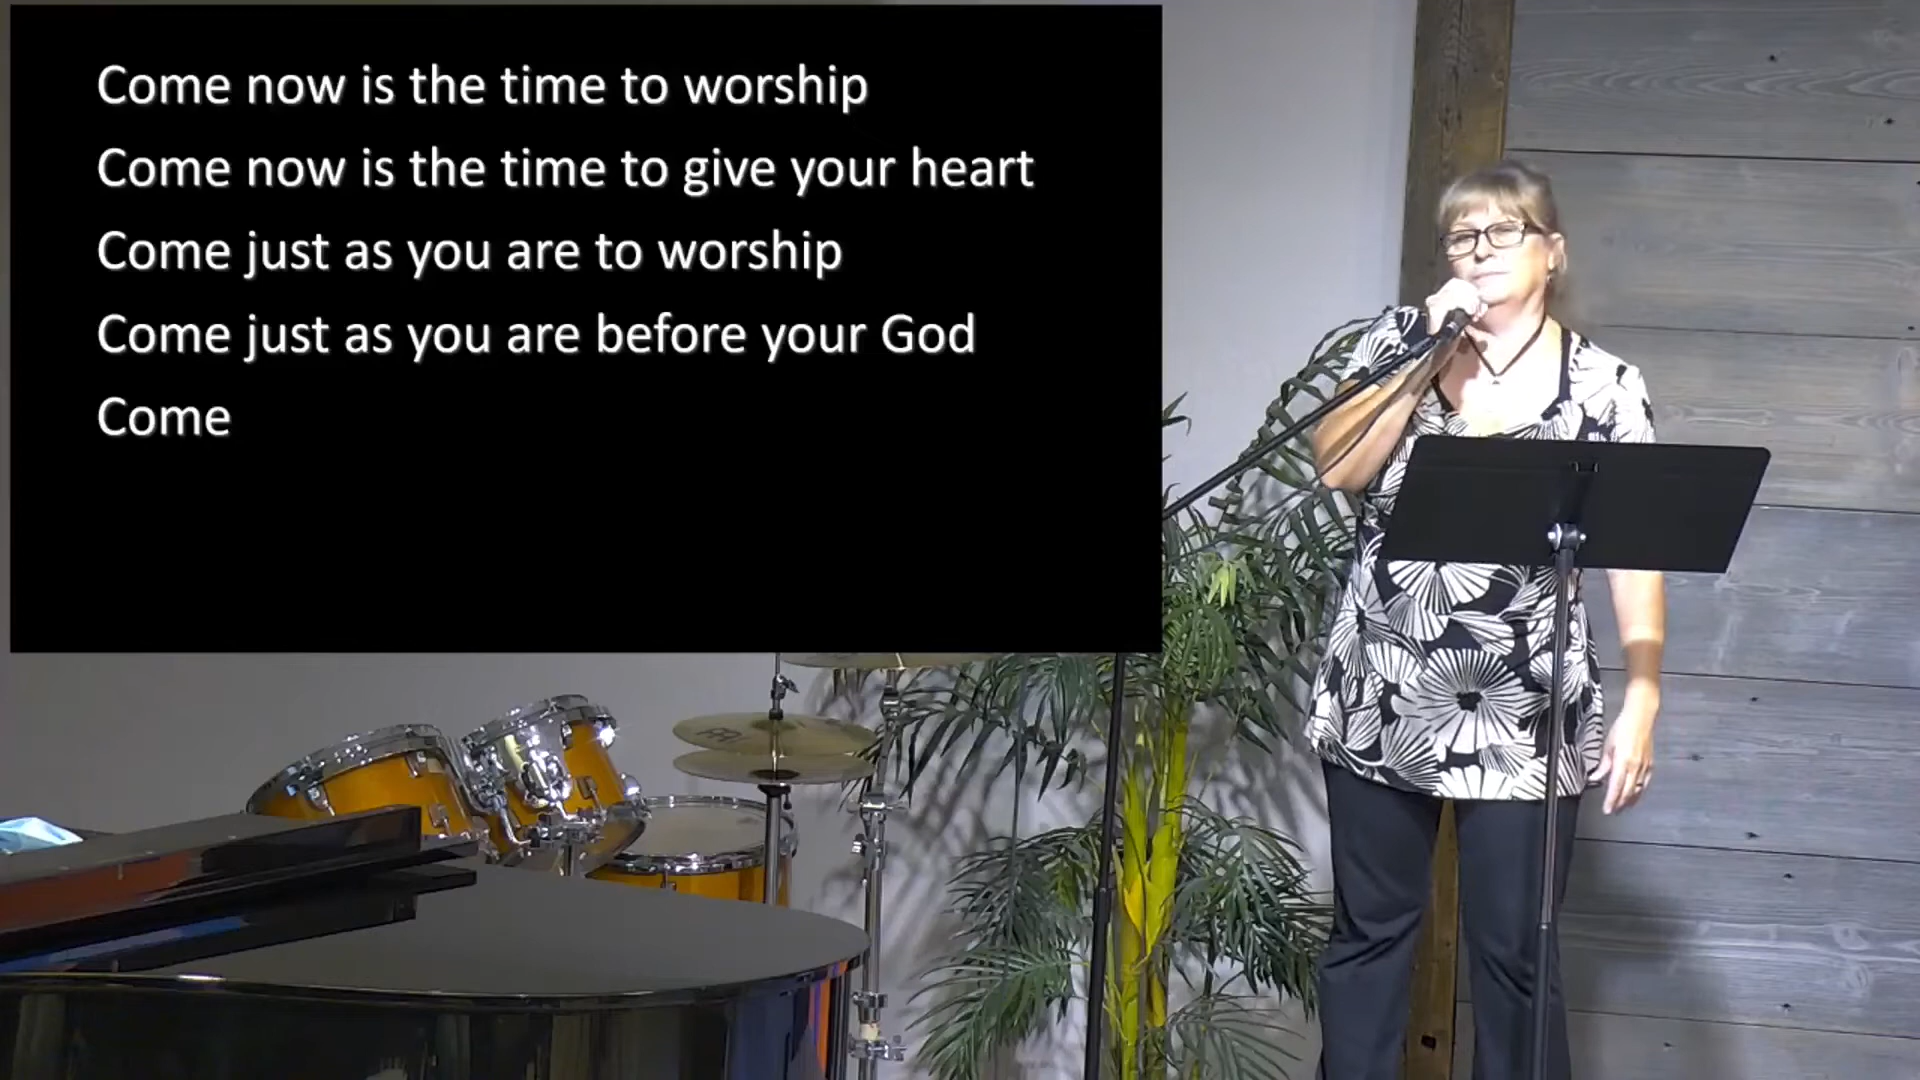 Come now is the time to worship
Come now is the time to give your heart
Come just as you are to worship
Come just as you are before your God
Come